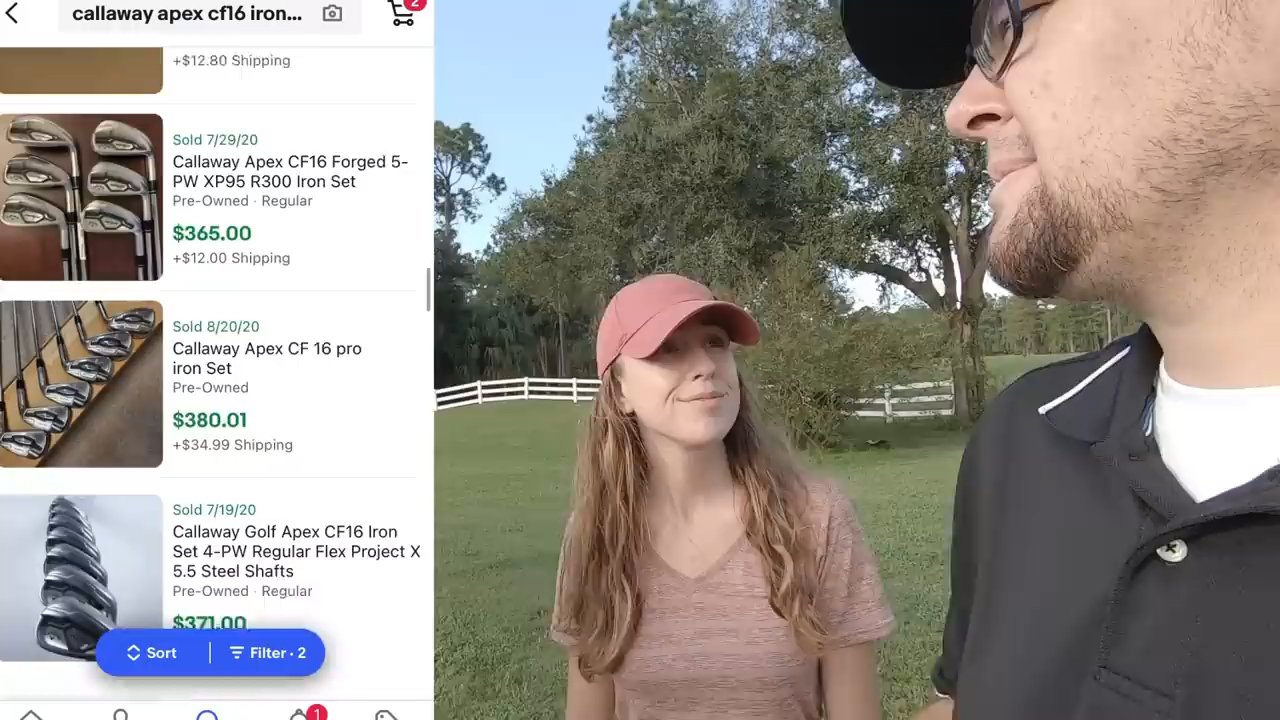 callaway apex cf16 iron...
2
+$12.80 Shipping
Sold 7/29/20
Callaway Apex CF16 Forged 5-
PW XP95 R300 Iron Set
Pre-Owned · Regular
$365.00
+$12.00 Shipping
Sold 8/20/20
Callaway Apex CF 16 pro
iron Set
Pre-Owned
$380.01
+$34.99 Shipping
Sold 7/19/20
Callaway Golf Apex CF16 Iron
Set 4-PW Regular Flex Project X
5.5 Steel Shafts
Pre-Owned · Regular
$371.00
Sort
Filter · 2
1